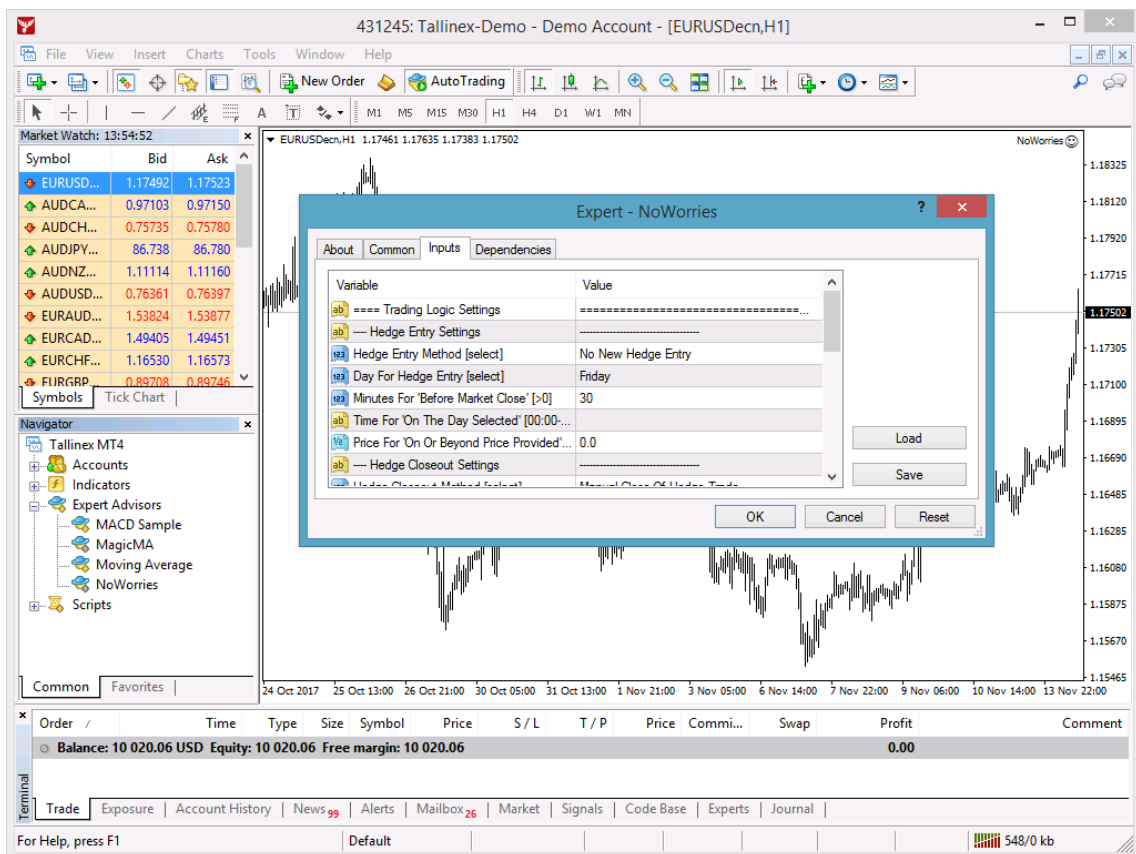 431245: Tallinex-Demo - Demo Account - [EURUSDecn,H1]
File View Insert Charts Tools Window Help
New Order AutoTrading
A T M1 M5 M15 M30 H1 H4 D1 W1 MN
Market Watch: 13:54:52
Symbol Bid Ask
EURUSD... 1.17492 1.17523
AUDCA... 0.97103 0.97150
AUDCH... 0.75735 0.75780
AUDJPY... 86.738 86.780
AUDNZ... 1.11114 1.11160
AUDUSD... 0.76361 0.76397
EURAUD... 1.53824 1.53877
EURCAD... 1.49405 1.49451
EURCHF... 1.16530 1.16573
EURGBP... 0.89708 0.89746
Symbols Tick Chart
Navigator
Tallinex MT4
Accounts
Indicators
Expert Advisors
MACD Sample
MagicMA
Moving Average
NoWorries
Scripts
Common Favorites
EURUSDecn,H1 1.17461 1.17635 1.17383 1.17502
NoWorries
1.18325
1.18120
1.17920
1.17715
1.17502
1.17305
1.17100
1.16895
1.16690
1.16485
1.16285
1.16080
1.15875
1.15670
1.15465
24 Oct 2017 25 Oct 13:00 26 Oct 21:00 30 Oct 05:00 31 Oct 13:00 1 Nov 21:00 3 Nov 05:00 6 Nov 14:00 7 Nov 22:00 9 Nov 06:00 10 Nov 14:00 13 Nov 22:00
Expert - NoWorries
? ×
About Common Inputs Dependencies
Variable Value
==== Trading Logic Settings =================================...
---- Hedge Entry Settings ------------------------------------
Hedge Entry Method [select] No New Hedge Entry
Day For Hedge Entry [select] Friday
Minutes For 'Before Market Close' [>0] 30
Time For 'On The Day Selected' [00:00-...
Price For 'On Or Beyond Price Provided'... 0.0
---- Hedge Closeout Settings ------------------------------------
Hedge Closeout Method [select] Manual Close Of Hedge Trade
Load
Save
OK Cancel Reset
Order / Time Type Size Symbol Price S / L T / P Price Commi... Swap Profit Comment
Balance: 10 020.06 USD Equity: 10 020.06 Free margin: 10 020.06 0.00
Terminal
Trade Exposure Account History News 99 Alerts Mailbox 26 Market Signals Code Base Experts Journal
For Help, press F1 Default 548/0 kb